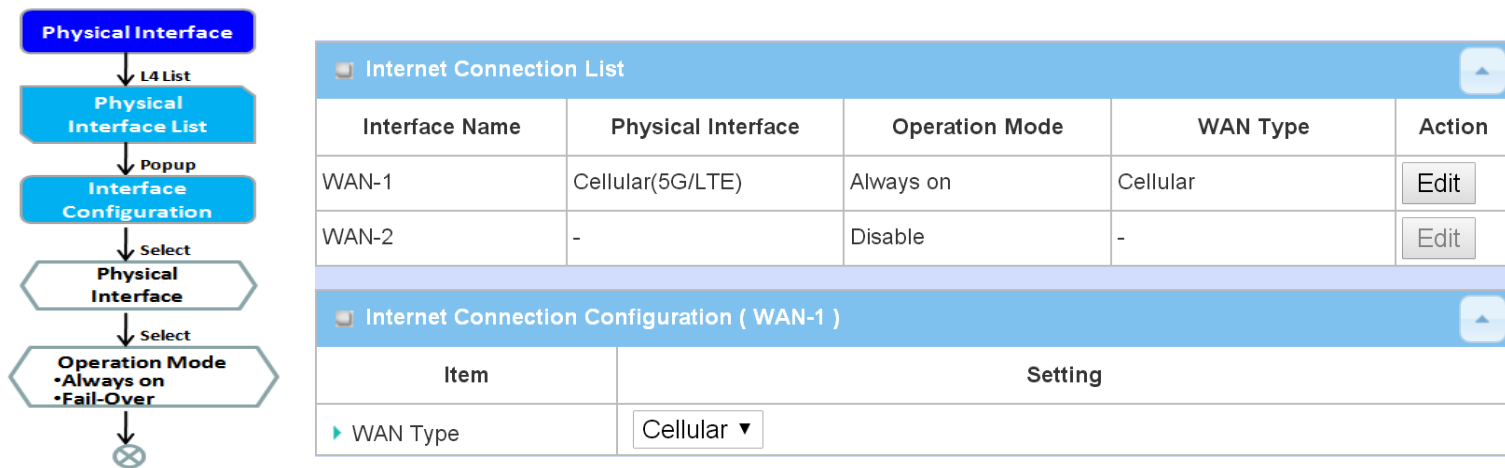 Physical Interface
L4 List
Physical
Interface List
Popup
Interface
Configuration
Select
Physical
Interface
Select
Operation Mode
•Always on
•Fail-Over
Internet Connection List
Interface Name Physical Interface Operation Mode WAN Type Action
WAN-1 Cellular(5G/LTE) Always on Cellular Edit
WAN-2 - Disable - Edit
Internet Connection Configuration ( WAN-1 )
Item Setting
WAN Type Cellular